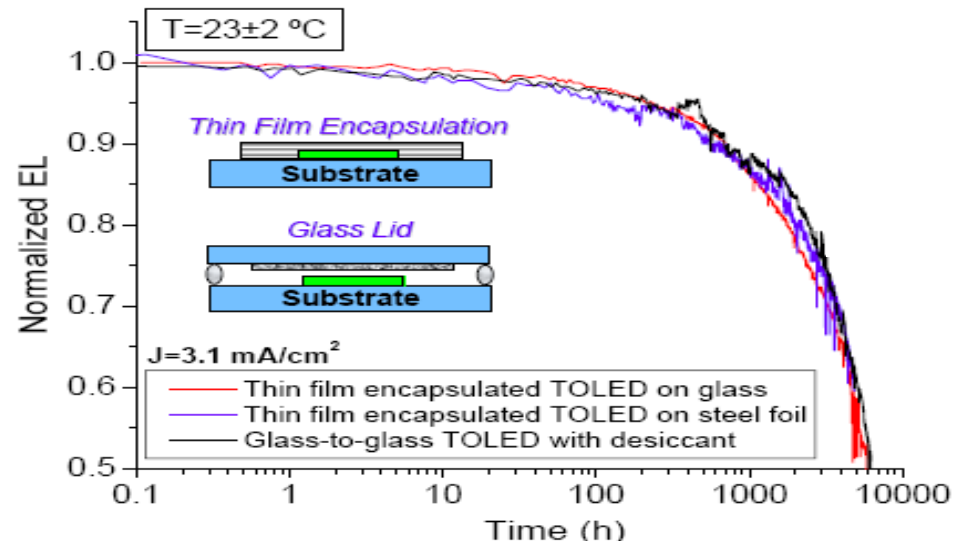 T=23±2 ºC
Normalized EL
1.0
0.9
0.8
0.7
0.6
0.5
Thin Film Encapsulation
Substrate
Glass Lid
Substrate
J=3.1 mA/cm²
Thin film encapsulated TOLED on glass
Thin film encapsulated TOLED on steel foil
Glass-to-glass TOLED with desiccant
0.1 1 10 100 1000 10000
Time (h)